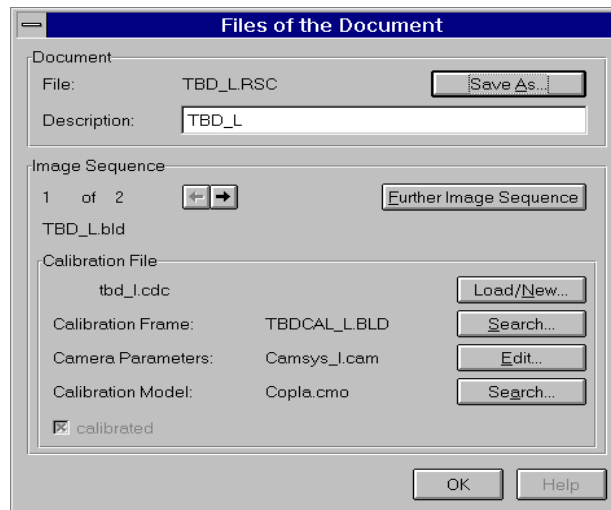 Files of the Document
Document
File: TBD_L.RSC Save As...
Description: TBD_L
Image Sequence
1 of 2 Further Image Sequence
TBD_L.bld
Calibration File
tbd_l.cdc Load/New...
Calibration Frame: TBDCAL_L.BLD Search...
Camera Parameters: Camsys_l.cam Edit...
Calibration Model: Copla.cmo Search...
calibrated
OK Help